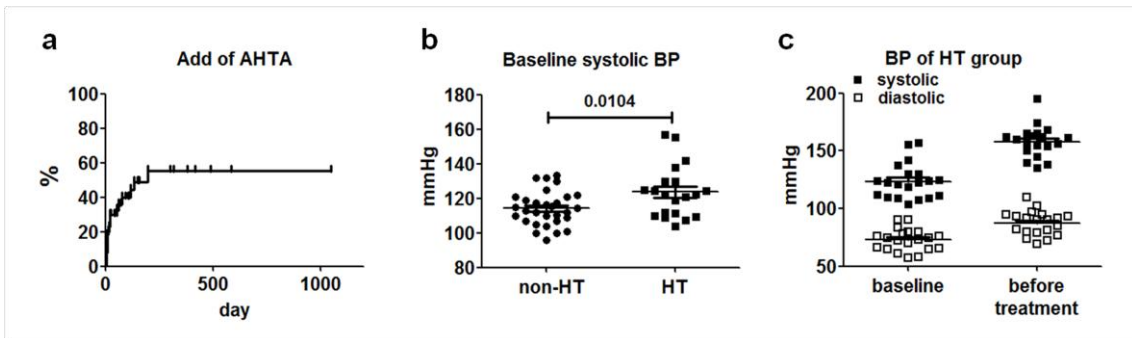 a
Add of AHTA
100
80
60
40
20
0
%
0 500 1000
day
b
Baseline systolic BP
0.0104
180
160
140
120
100
80
mmHg
non-HT HT
c
BP of HT group
systolic
diastolic
200
150
100
50
mmHg
baseline before
treatment